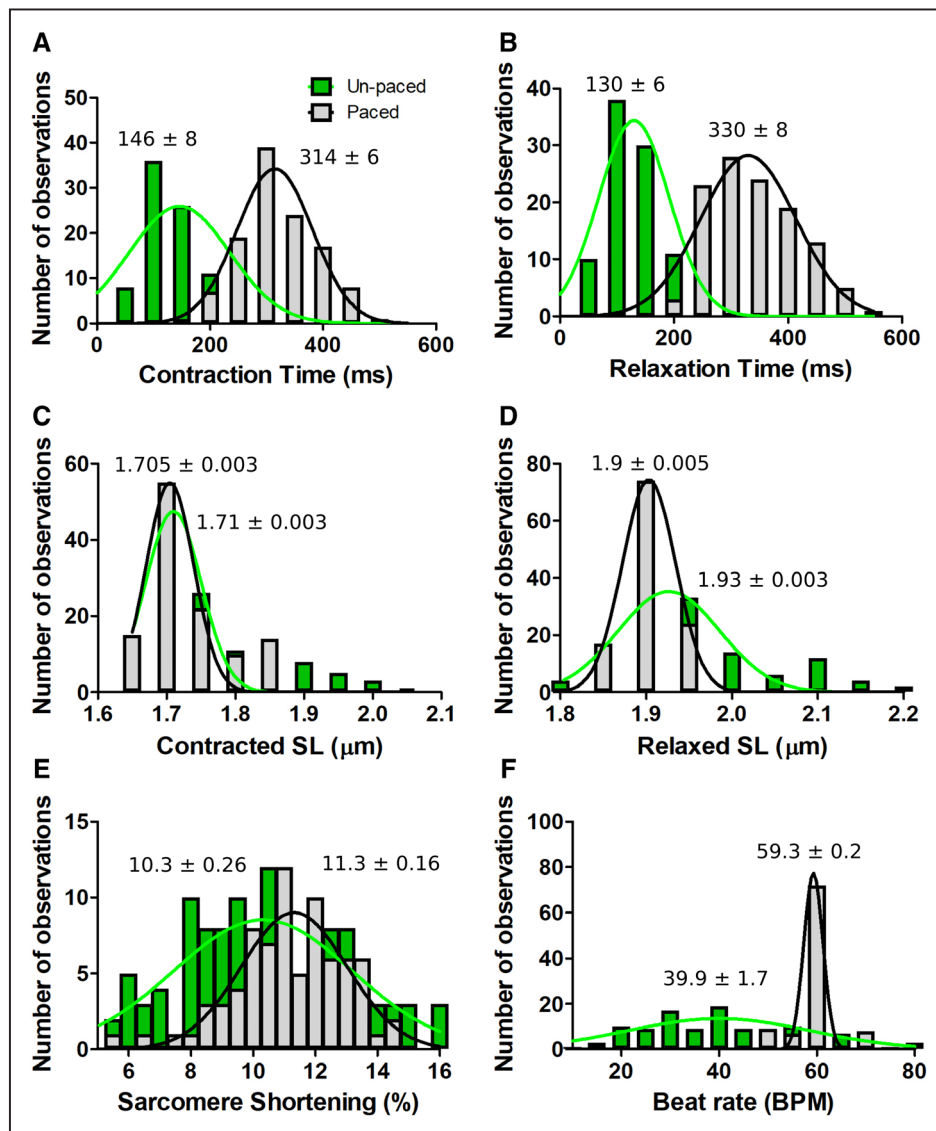 A
Un-paced
Paced
Number of observations
50
40
30
20
10
0
146 ± 8
314 ± 6
0 200 400 600
Contraction Time (ms)
B
Number of observations
40
30
20
10
0
130 ± 6
330 ± 8
0 200 400 600
Relaxation Time (ms)
C
Number of observations
60
40
20
0
1.705 ± 0.003
1.71 ± 0.003
1.6 1.7 1.8 1.9 2.0 2.1
Contracted SL (μm)
D
Number of observations
80
60
40
20
0
1.9 ± 0.005
1.93 ± 0.003
1.8 1.9 2.0 2.1 2.2
Relaxed SL (μm)
E
Number of observations
15
10
5
0
10.3 ± 0.26
11.3 ± 0.16
6 8 10 12 14 16
Sarcomere Shortening (%)
F
Number of observations
100
80
60
40
20
0
59.3 ± 0.2
39.9 ± 1.7
20 40 60 80
Beat rate (BPM)